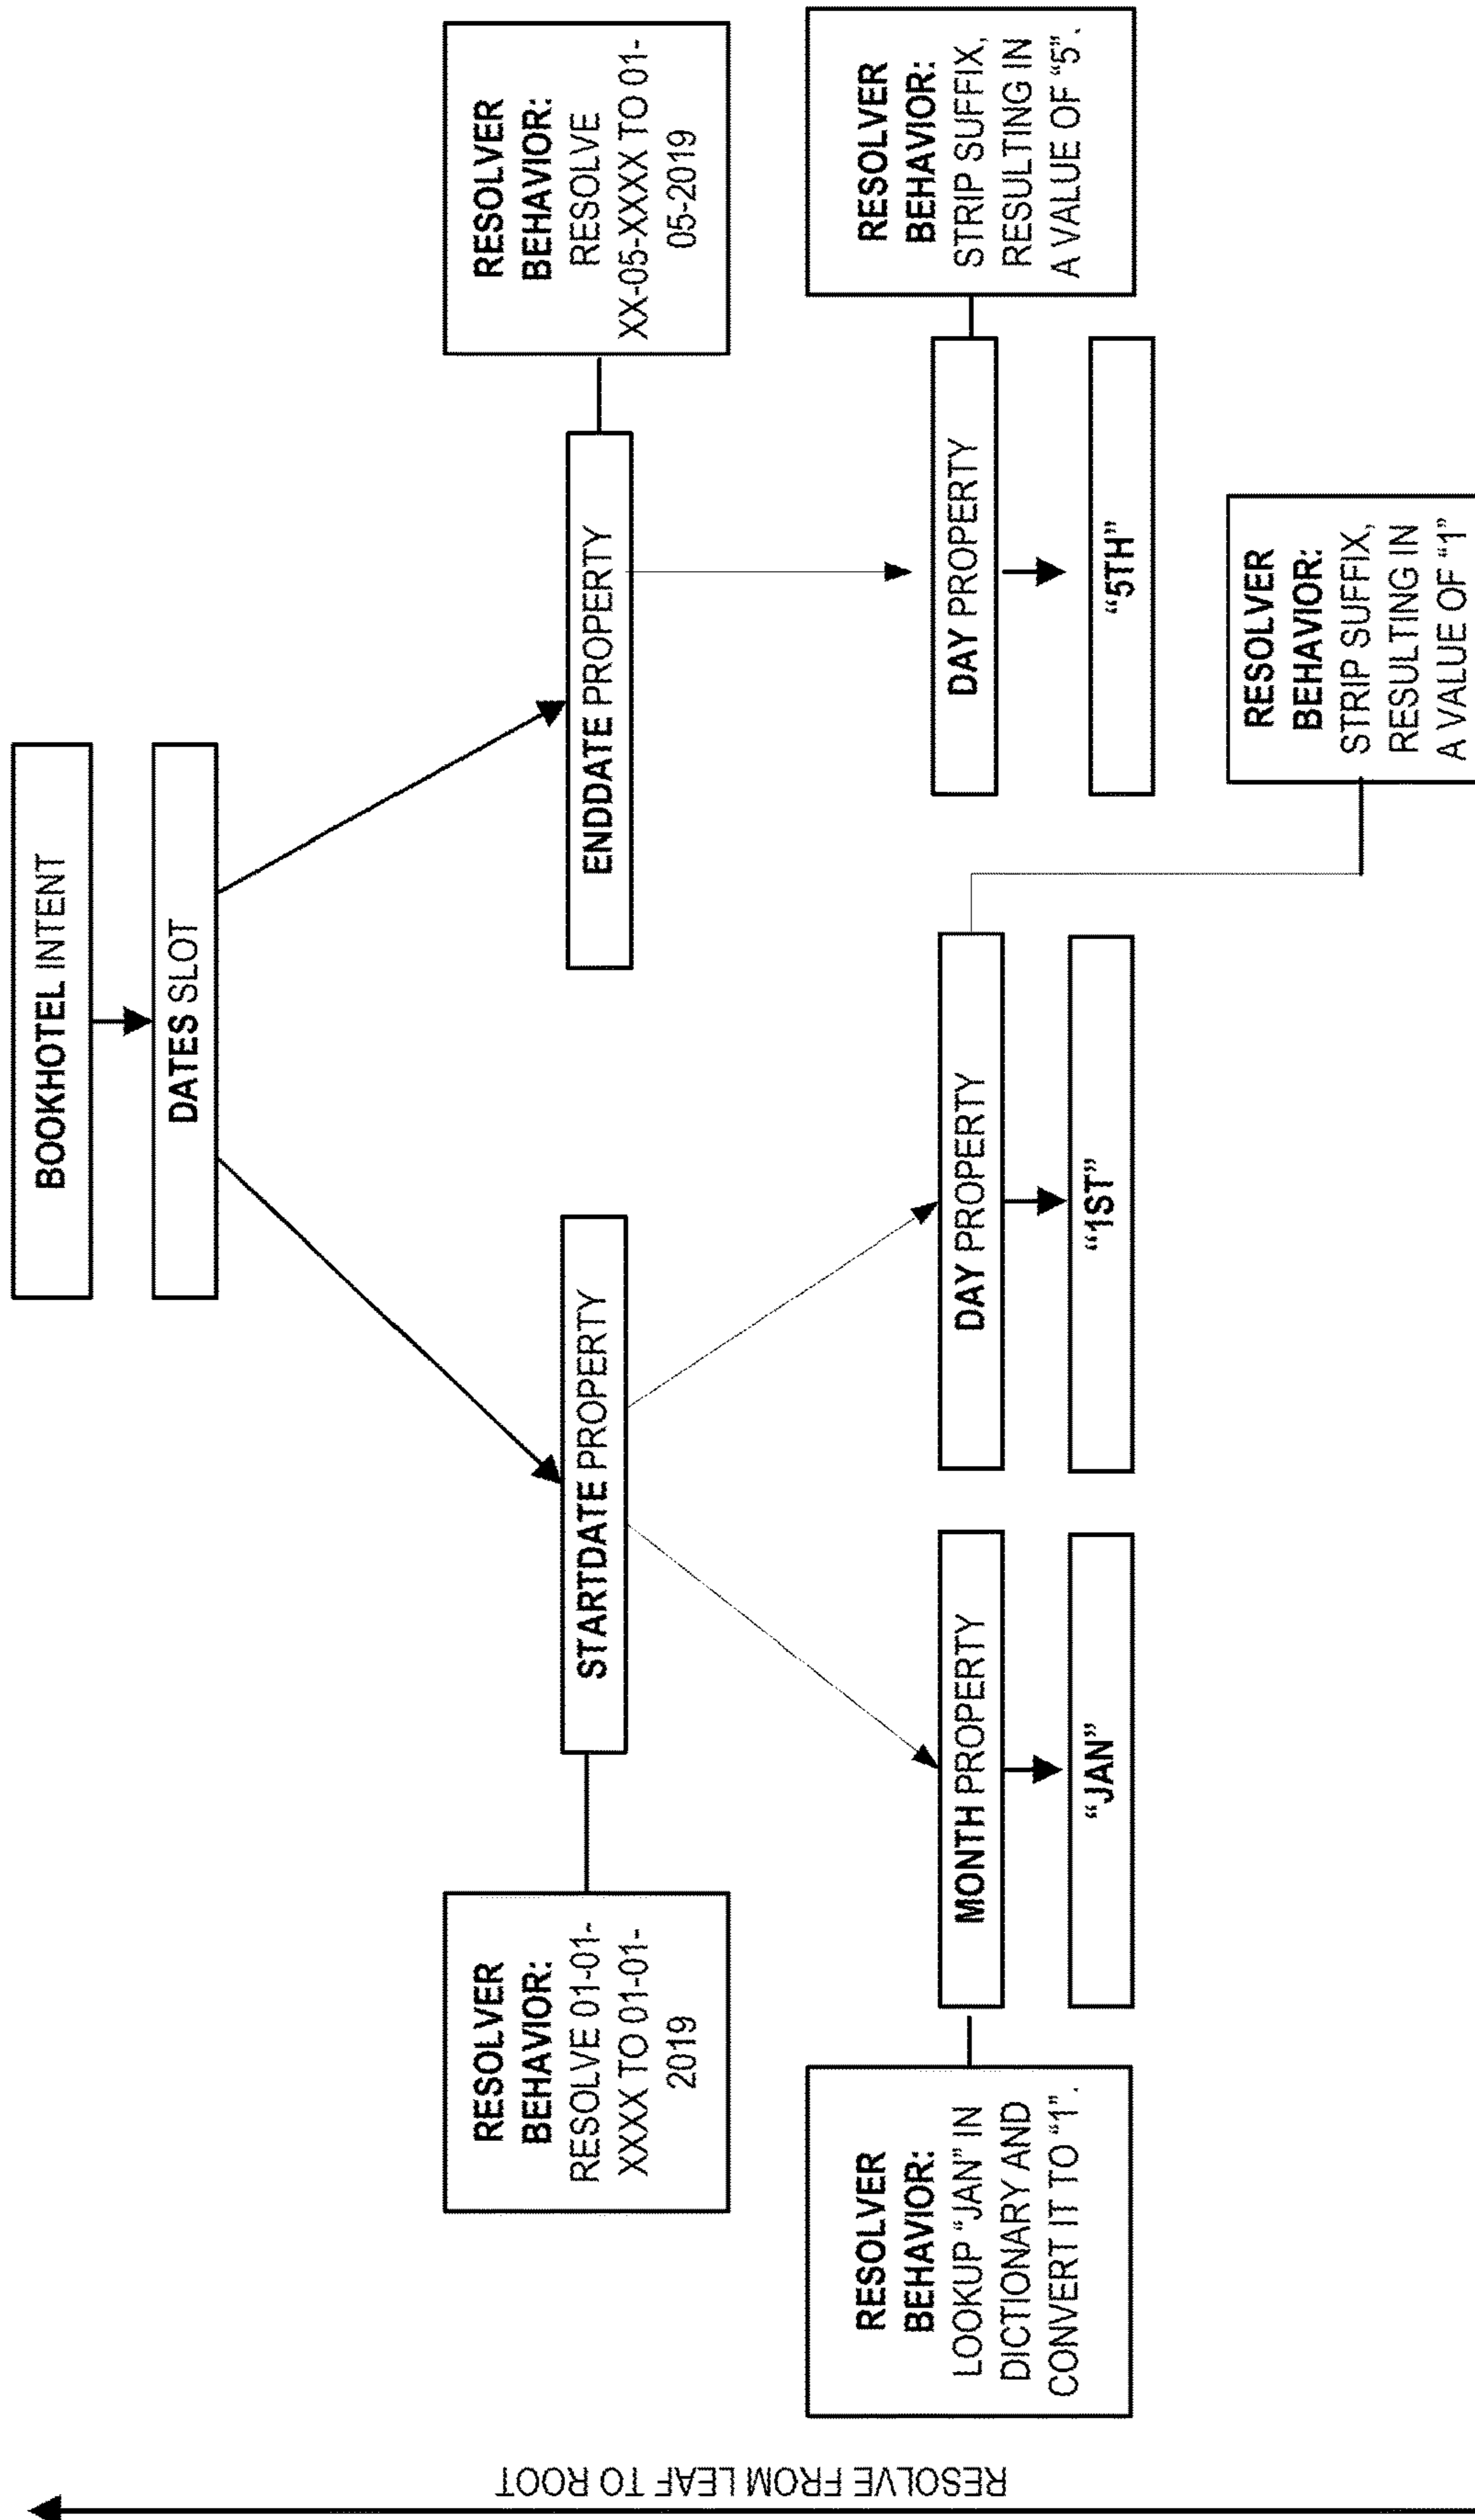 BOOKHOTEL INTENT
DATES SLOT
RESOLVER
BEHAVIOR:
RESOLVE 01-01-
XXXX TO 01-01-
2019
STARTDATE PROPERTY
ENDDATE PROPERTY
RESOLVER
BEHAVIOR:
RESOLVE
XX-05-XXXX TO 01-
05-2019
RESOLVER
BEHAVIOR:
LOOKUP “JAN” IN
DICTIONARY AND
CONVERT IT TO “1”.
MONTH PROPERTY
“JAN”
DAY PROPERTY
“1ST”
DAY PROPERTY
“5TH”
RESOLVER
BEHAVIOR:
STRIP SUFFIX,
RESULTING IN
A VALUE OF “5”.
RESOLVER
BEHAVIOR:
STRIP SUFFIX,
RESULTING IN
A VALUE OF “1”
RESOLVE FROM LEAF TO ROOT